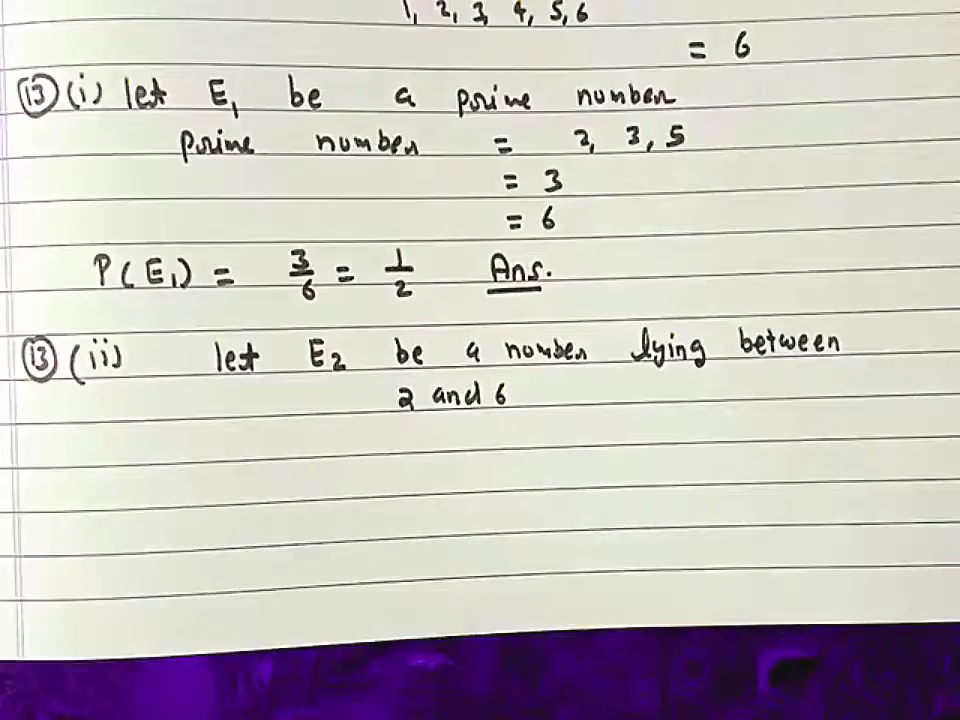 1, 2, 3, 4, 5, 6
= 6
13 (i) let E₁ be a prime number
prime number = 2, 3, 5
= 3
= 6
P(E₁) = 3/6 = 1/2 Ans.
13 (ii) let E₂ be a number lying between
2 and 6